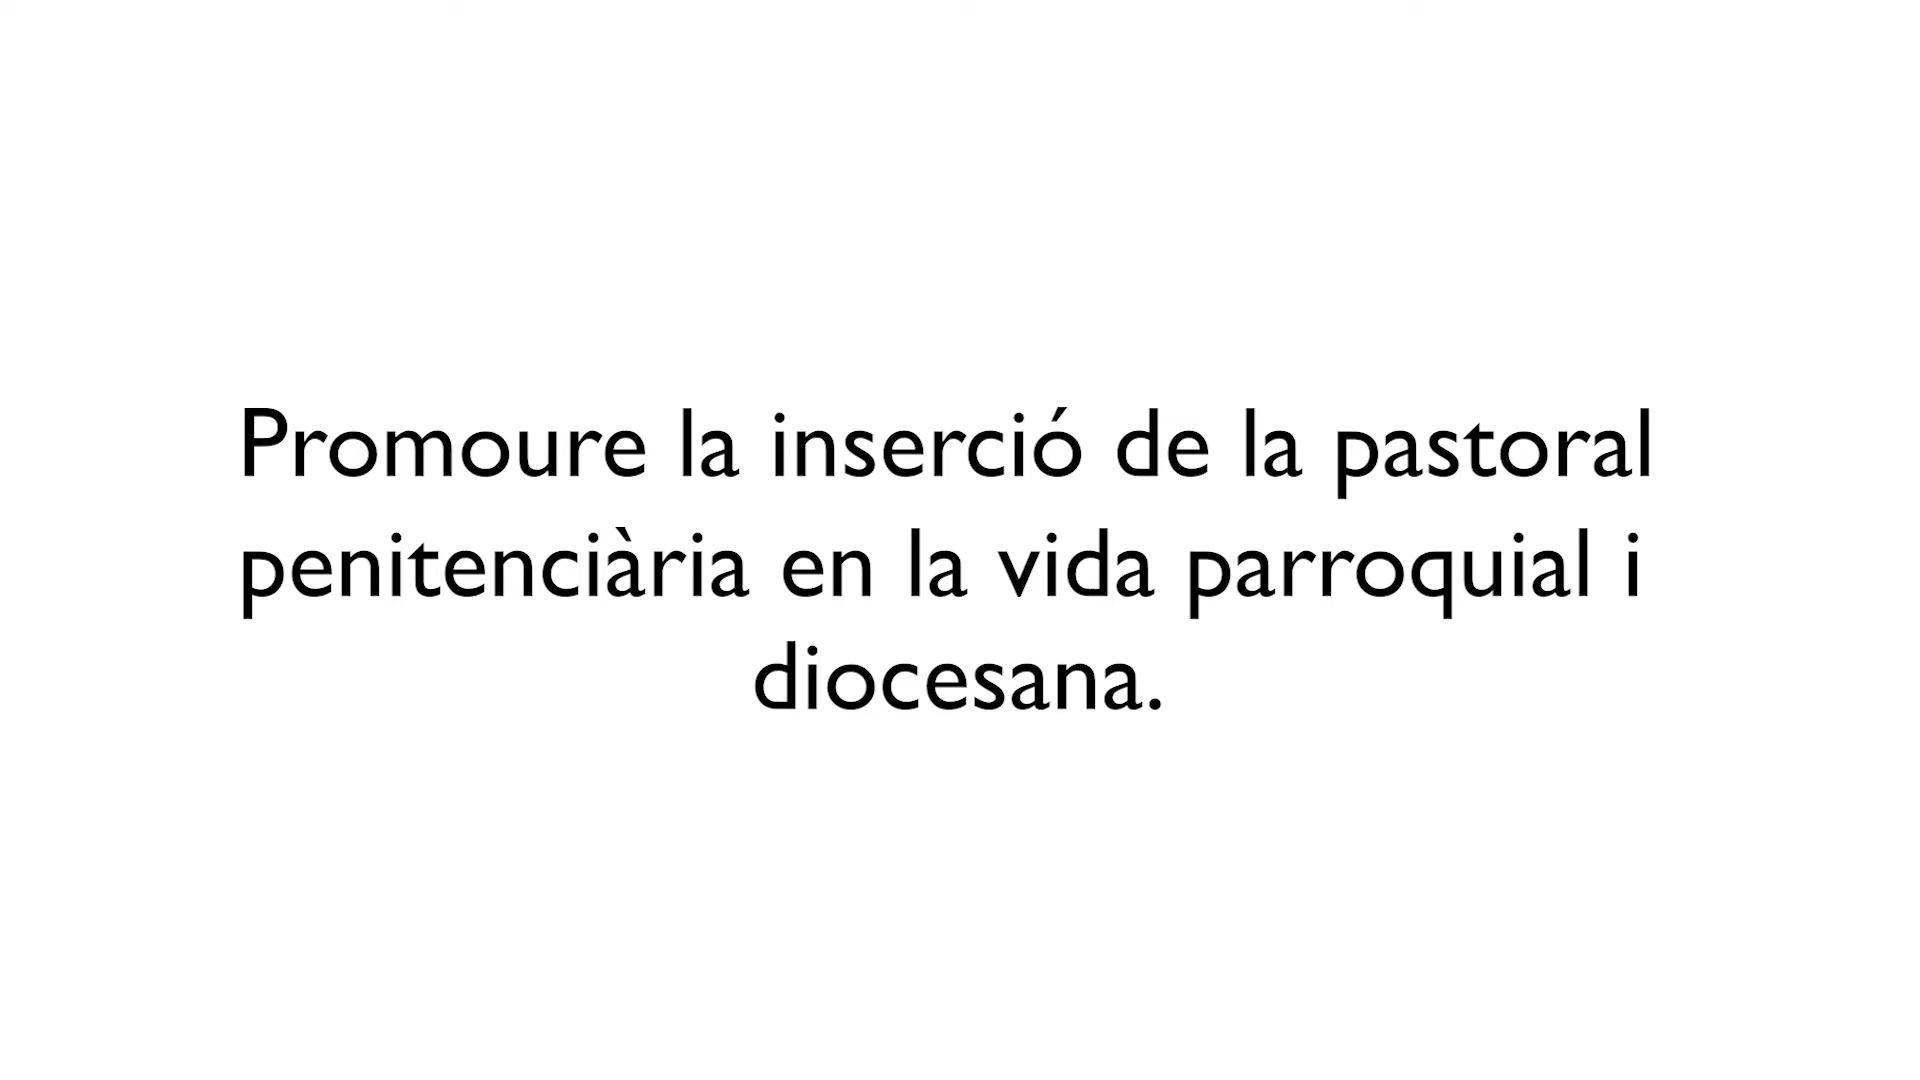 Promoure la inserció de la pastoral
penitenciària en la vida parroquial i
diocesana.